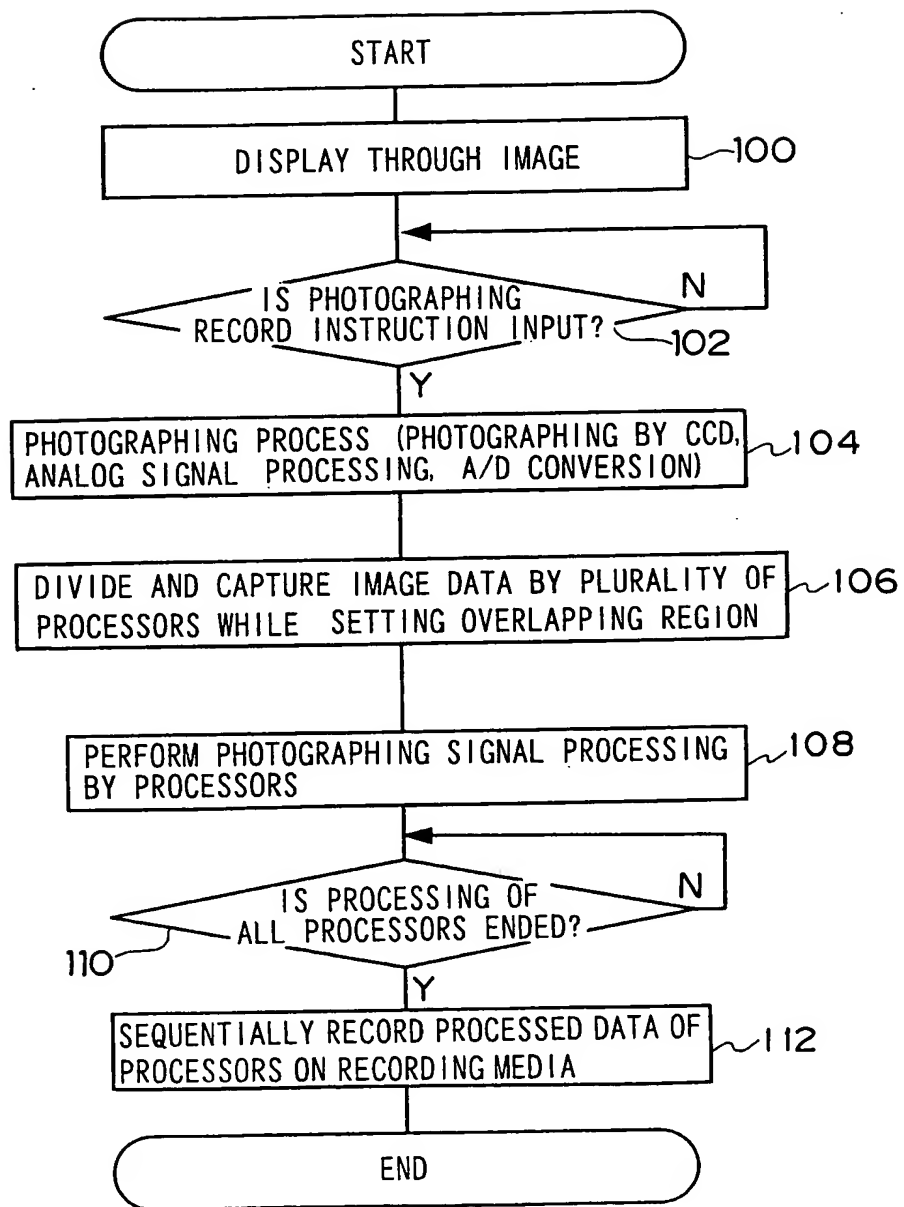 START
DISPLAY THROUGH IMAGE
100
IS PHOTOGRAPHING
RECORD INSTRUCTION INPUT?
N
102
Y
PHOTOGRAPHING PROCESS (PHOTOGRAPHING BY CCD,
ANALOG SIGNAL PROCESSING, A/D CONVERSION)
104
DIVIDE AND CAPTURE IMAGE DATA BY PLURALITY OF
PROCESSORS WHILE SETTING OVERLAPPING REGION
106
PERFORM PHOTOGRAPHING SIGNAL PROCESSING
BY PROCESSORS
108
IS PROCESSING OF
ALL PROCESSORS ENDED?
N
110
Y
SEQUENTIALLY RECORD PROCESSED DATA OF
PROCESSORS ON RECORDING MEDIA
112
END